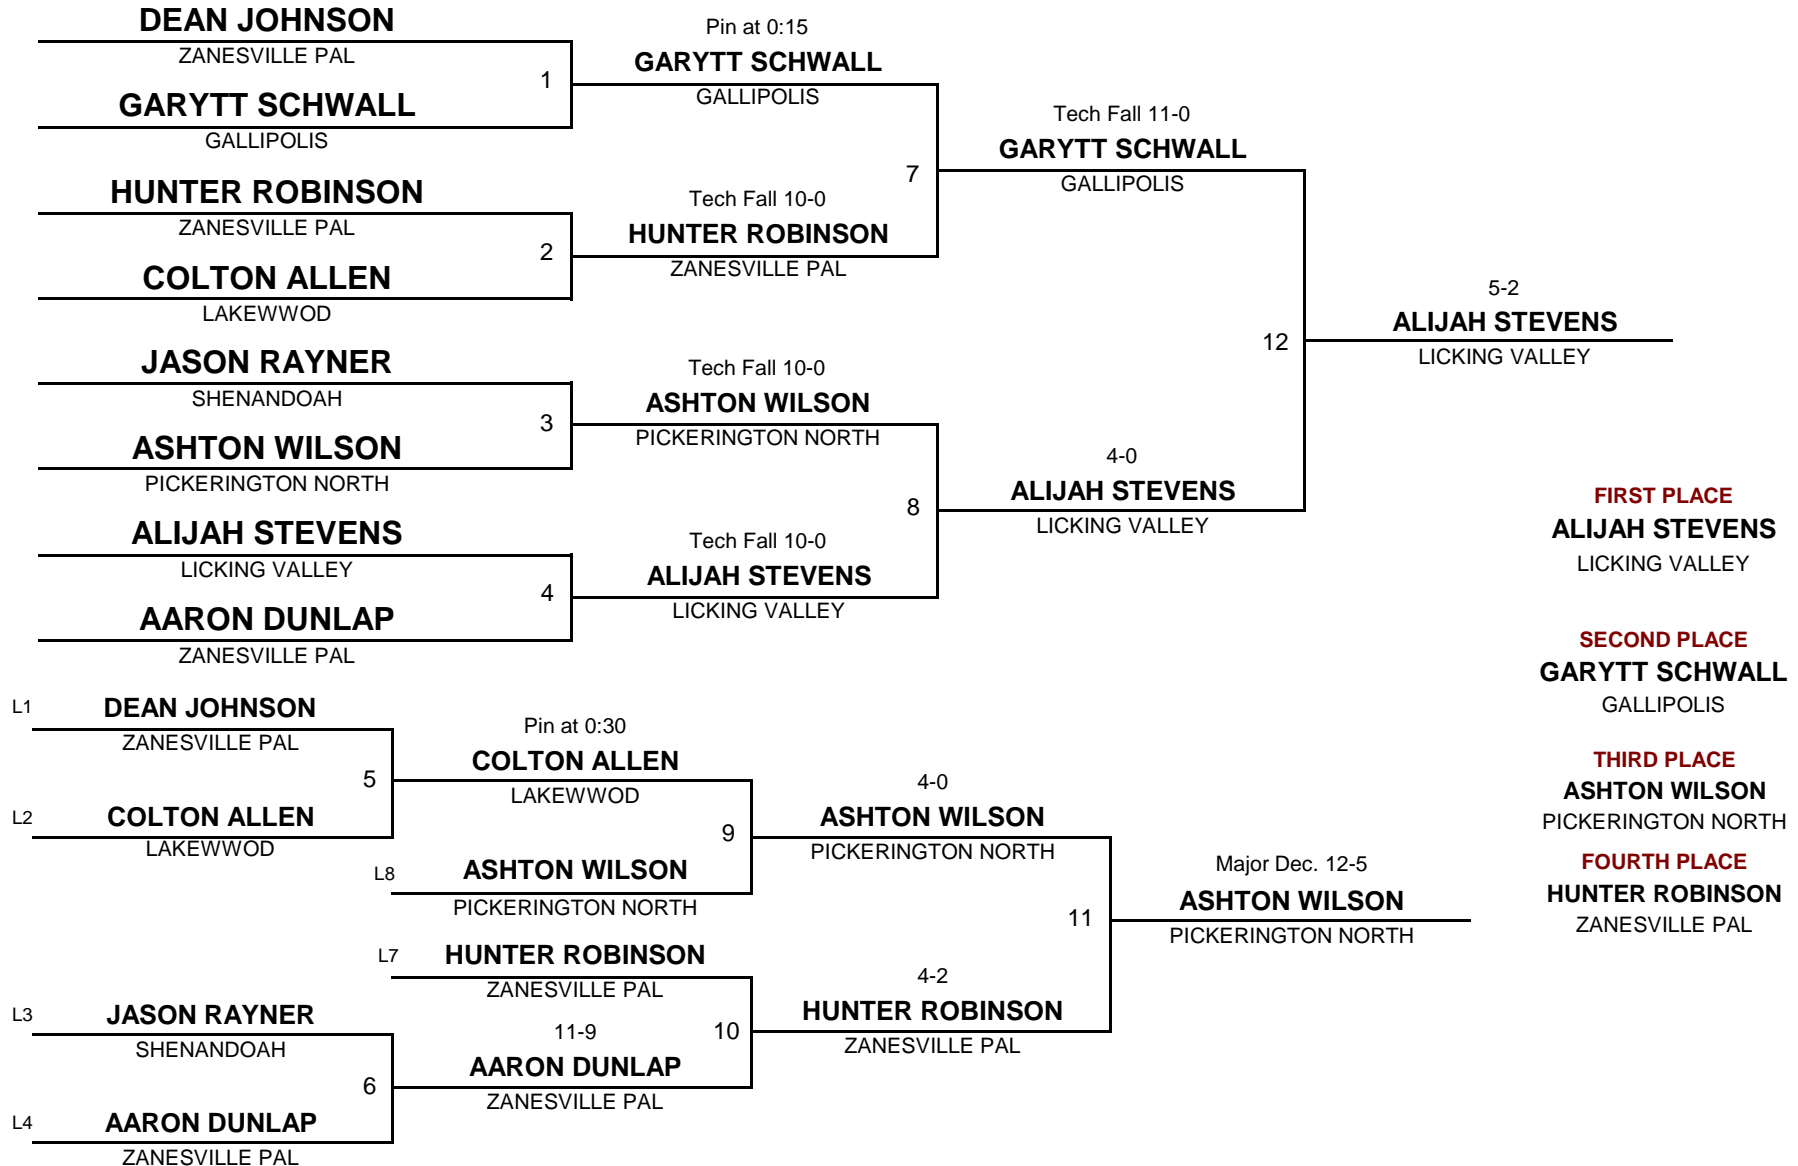 DEAN JOHNSON
ZANESVILLE PAL
1
GARYTT SCHWALL
GALLIPOLIS
HUNTER ROBINSON
ZANESVILLE PAL
2
COLTON ALLEN
LAKEWWOD
JASON RAYNER
SHENANDOAH
3
ASHTON WILSON
PICKERINGTON NORTH
ALIJAH STEVENS
LICKING VALLEY
4
AARON DUNLAP
ZANESVILLE PAL
Pin at 0:15
GARYTT SCHWALL
GALLIPOLIS
7
Tech Fall 10-0
HUNTER ROBINSON
ZANESVILLE PAL
Tech Fall 10-0
ASHTON WILSON
PICKERINGTON NORTH
8
Tech Fall 10-0
ALIJAH STEVENS
LICKING VALLEY
Tech Fall 11-0
GARYTT SCHWALL
GALLIPOLIS
12
4-0
ALIJAH STEVENS
LICKING VALLEY
5-2
ALIJAH STEVENS
LICKING VALLEY
L1 DEAN JOHNSON
ZANESVILLE PAL
5
L2 COLTON ALLEN
LAKEWWOD
L3 JASON RAYNER
SHENANDOAH
6
L4 AARON DUNLAP
ZANESVILLE PAL
Pin at 0:30
COLTON ALLEN
LAKEWWOD
9
L8 ASHTON WILSON
PICKERINGTON NORTH
L7 HUNTER ROBINSON
ZANESVILLE PAL
10
11-9
AARON DUNLAP
ZANESVILLE PAL
4-0
ASHTON WILSON
PICKERINGTON NORTH
11
4-2
HUNTER ROBINSON
ZANESVILLE PAL
Major Dec. 12-5
ASHTON WILSON
PICKERINGTON NORTH
FIRST PLACE
ALIJAH STEVENS
LICKING VALLEY
SECOND PLACE
GARYTT SCHWALL
GALLIPOLIS
THIRD PLACE
ASHTON WILSON
PICKERINGTON NORTH
FOURTH PLACE
HUNTER ROBINSON
ZANESVILLE PAL